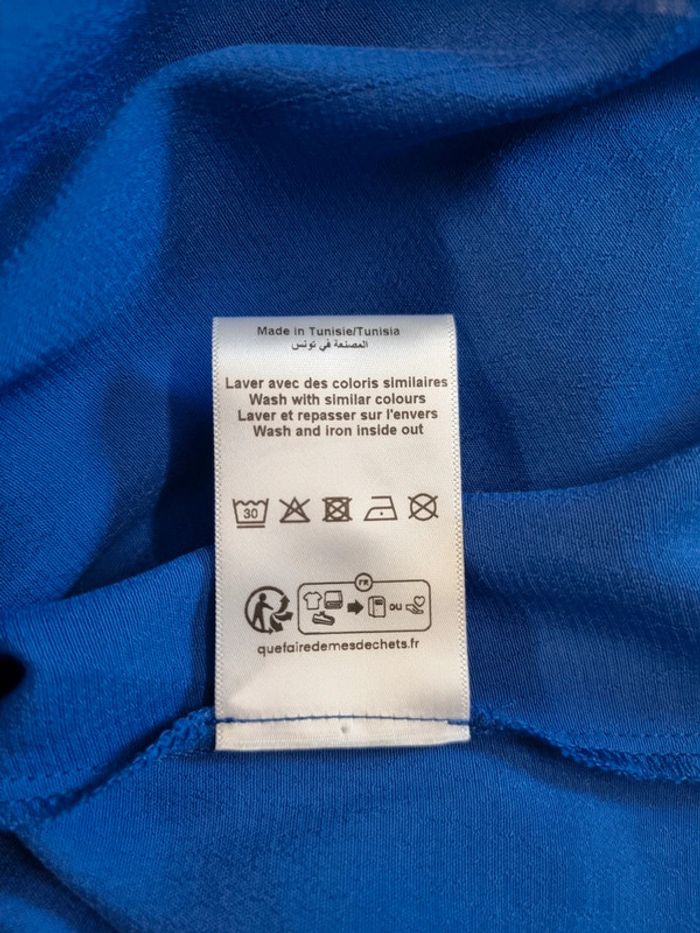 Made in Tunisie/Tunisia
المصنعة في تونس
Laver avec des coloris similaires
Wash with similar colours
Laver et repasser sur l'envers
Wash and iron inside out
30
FR
ou
quefairedemesdechets.fr